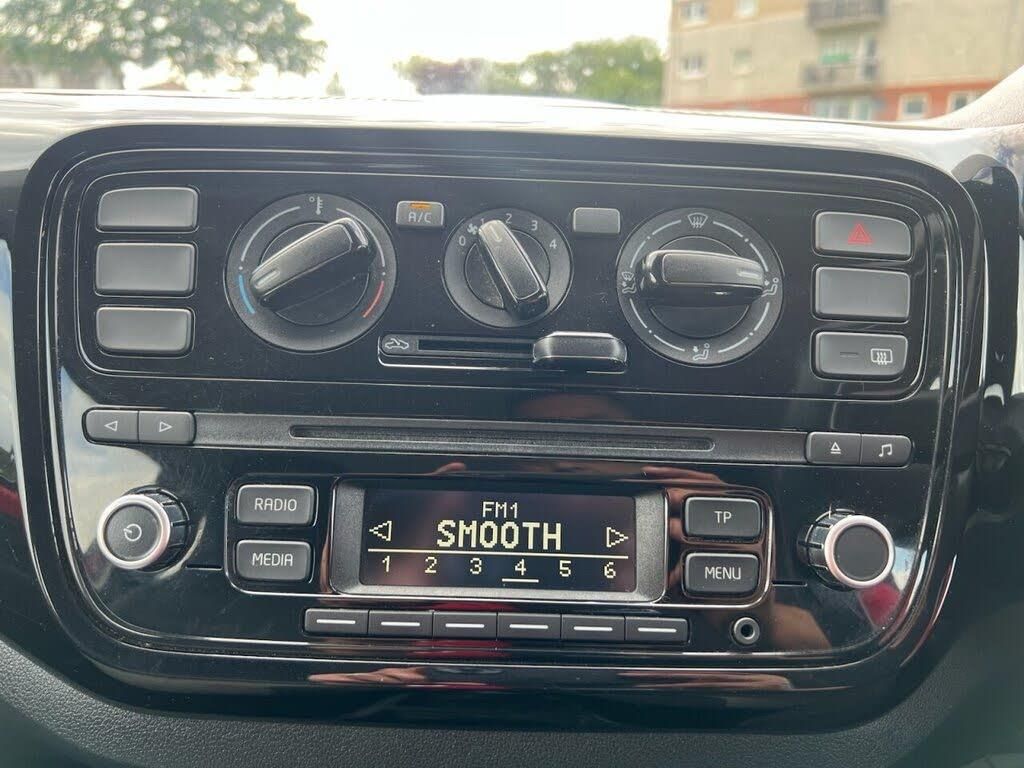 A/C
0 1 2 3 4
RADIO
MEDIA
FM1
SMOOTH
1 2 3 4 5 6
TP
MENU